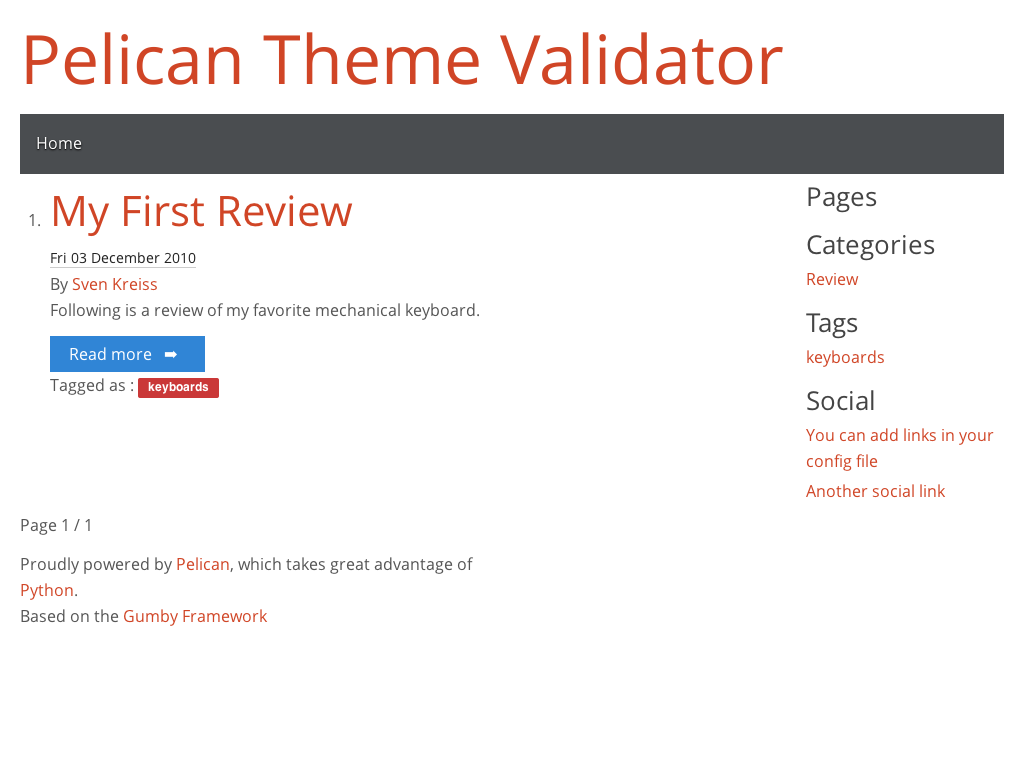 Pelican Theme Validator
Home
1. My First Review
Fri 03 December 2010
By Sven Kreiss
Following is a review of my favorite mechanical keyboard.
Read more ➡
Tagged as : keyboards
Pages
Categories
Review
Tags
keyboards
Social
You can add links in your
config file
Another social link
Page 1 / 1
Proudly powered by Pelican, which takes great advantage of
Python.
Based on the Gumby Framework